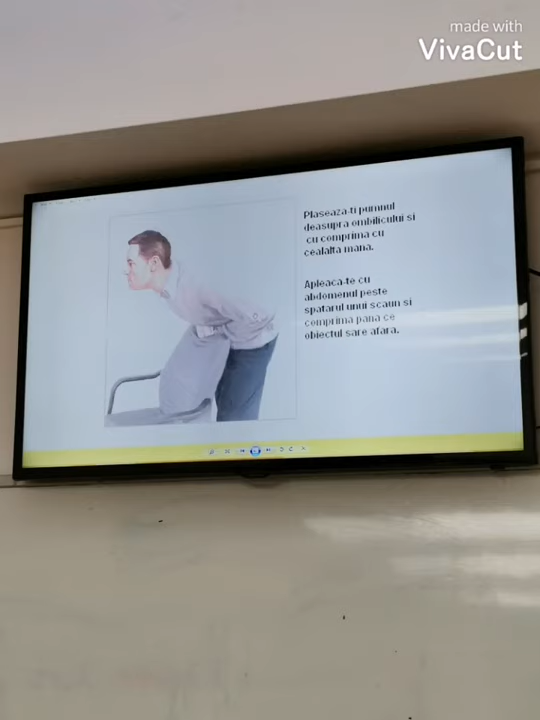 made with
VivaCut
Plaseaza-ti pumnul
deasupra ombilicului si
cu comprima cu
cealalta mana.
Apleaca-te cu
abdomenul peste
spatarul unui scaun si
comprima pana ce
obiectul sare afara.